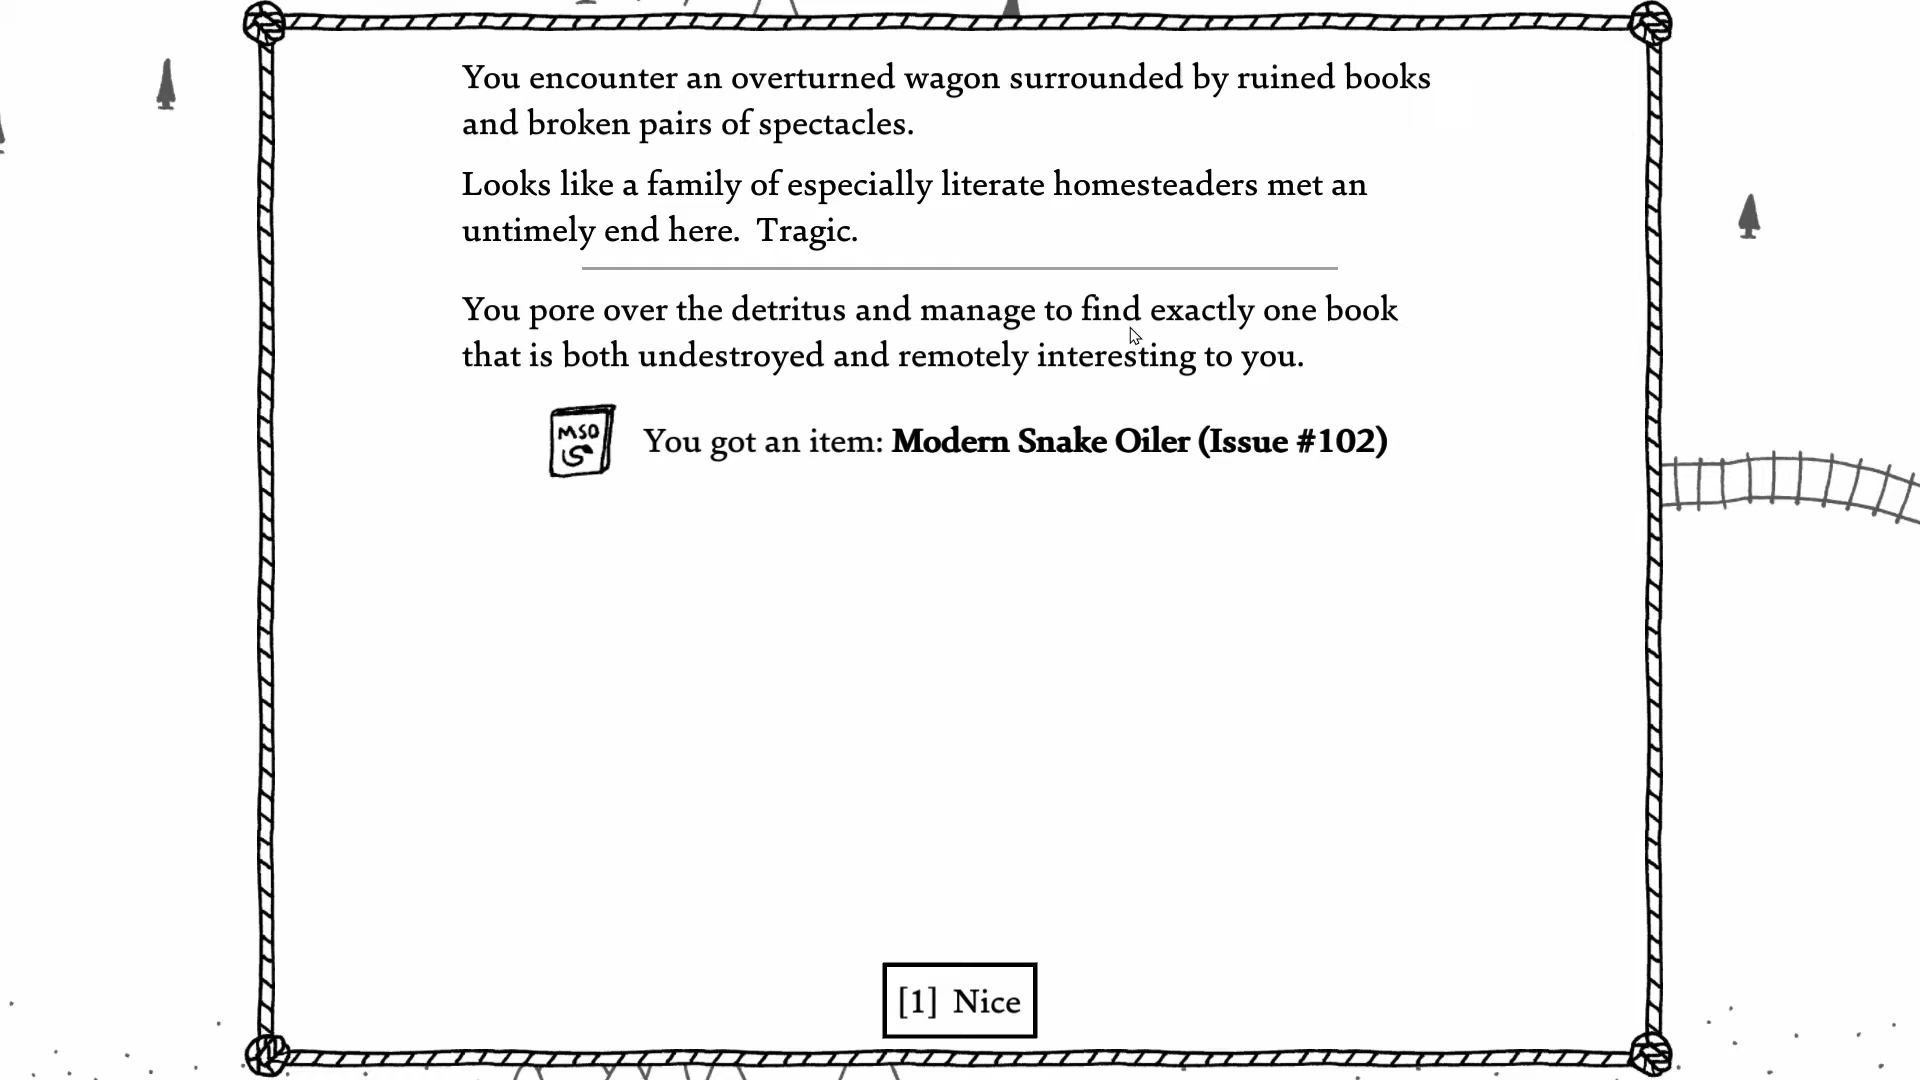 You encounter an overturned wagon surrounded by ruined books
and broken pairs of spectacles.
Looks like a family of especially literate homesteaders met an
untimely end here.  Tragic.
You pore over the detritus and manage to find exactly one book
that is both undestroyed and remotely interesting to you.
MSO
You got an item: Modern Snake Oiler (Issue #102)
[1] Nice